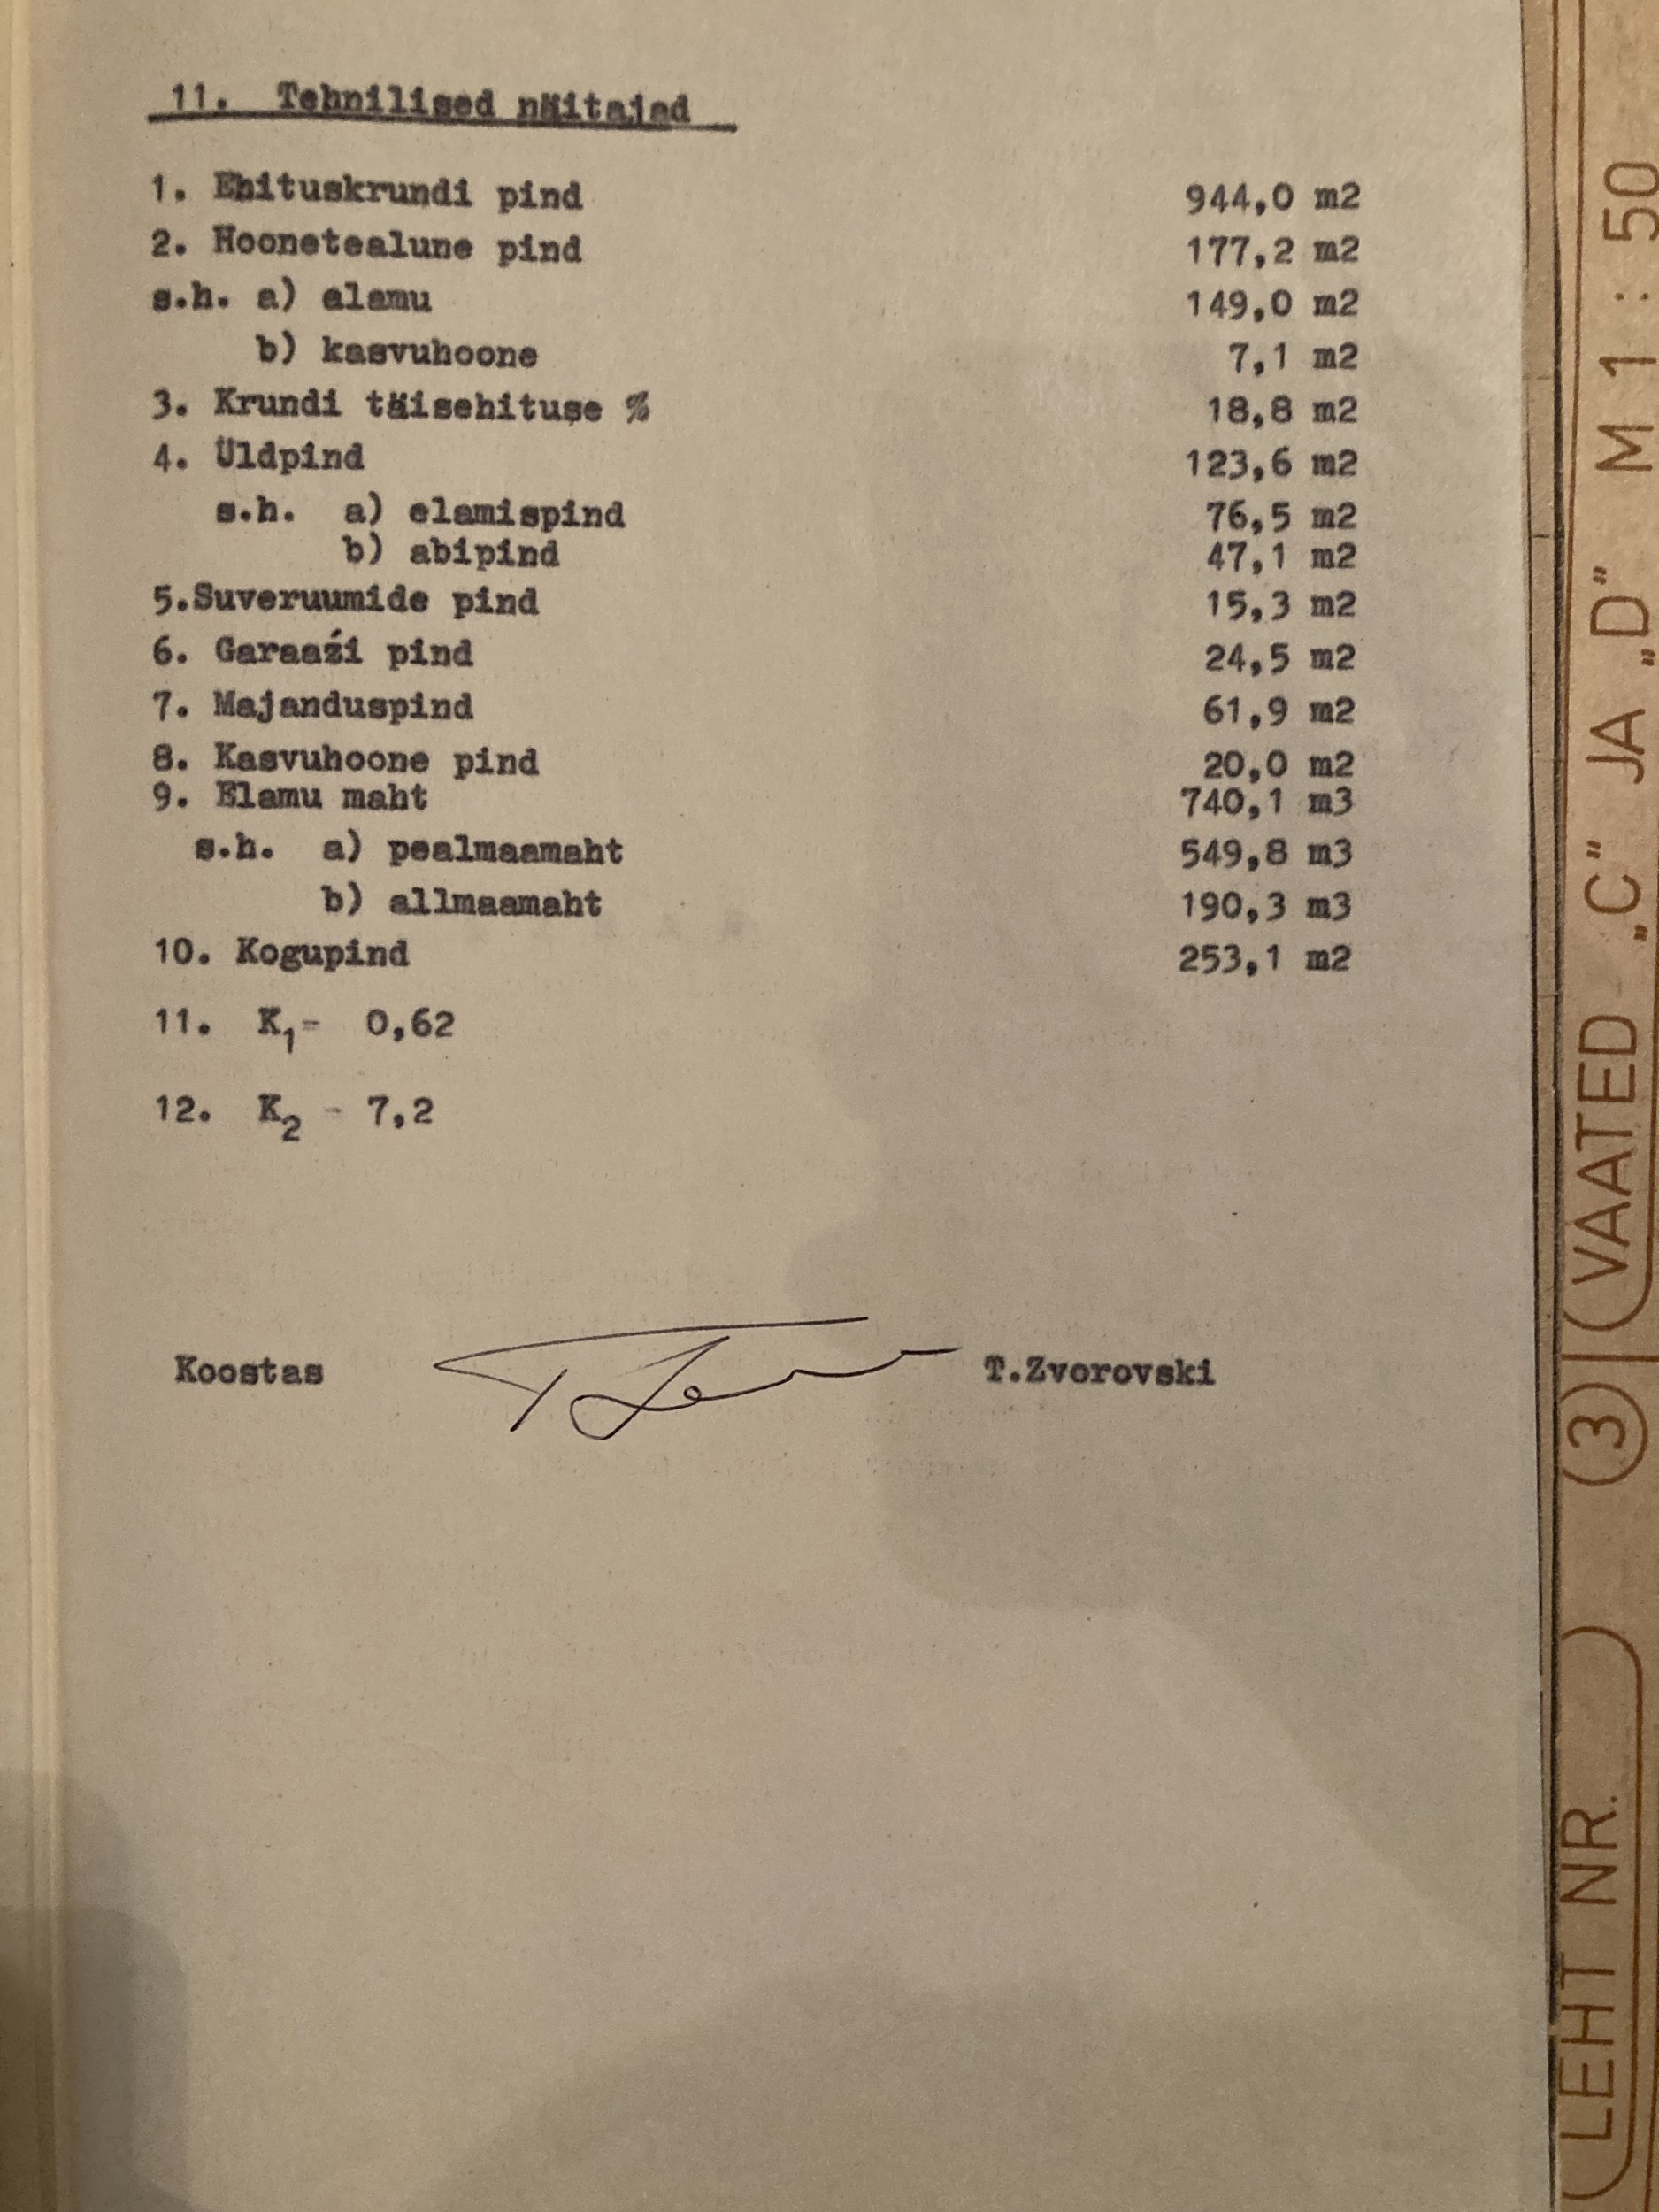 11. Tehnilised näitajad
1. Ehituskrundi pind 944,0 m2
2. Hoonetealune pind 177,2 m2
s.h. a) elamu 149,0 m2
b) kasvuhoone 7,1 m2
3. Krundi täisehituse % 18,8 m2
4. Üldpind 123,6 m2
s.h. a) elamispind 76,5 m2
b) abipind 47,1 m2
5.Suveruumide pind 15,3 m2
6. Garaaźi pind 24,5 m2
7. Majanduspind 61,9 m2
8. Kasvuhoone pind 20,0 m2
9. Elamu maht 740,1 m3
s.h. a) pealmaamaht 549,8 m3
b) allmaamaht 190,3 m3
10. Kogupind 253,1 m2
11. K1- 0,62
12. K2 - 7,2
Koostas T.Zvorovski
LEHT NR. 3 VAATED „C" JA „D" M 1 : 50